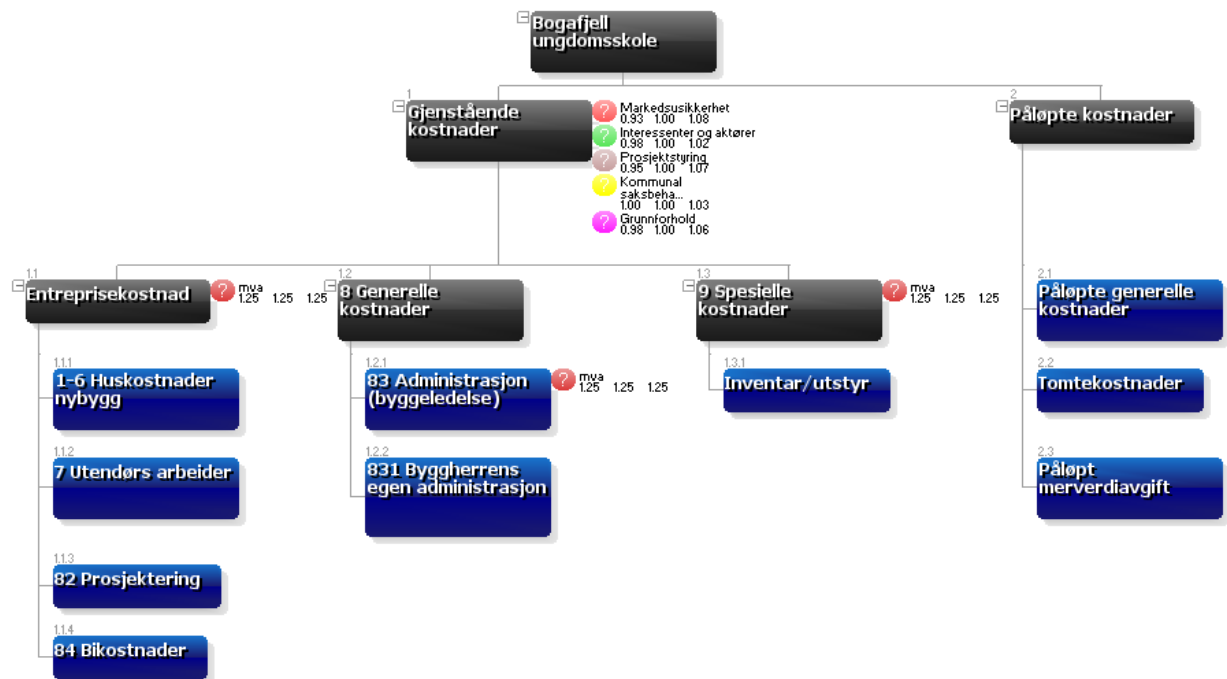 Bogafjell
ungdomsskole
1
Gjenstående
kostnader
? Markedsusikkerhet
0.93 1.00 1.08
? Interessenter og aktører
0.98 1.00 1.02
? Prosjektstyring
0.95 1.00 1.07
? Kommunal
saksbeha...
1.00 1.00 1.03
? Grunnforhold
0.98 1.00 1.06
2
Påløpte kostnader
1.1
Entreprisekostnad
? mva
1.25 1.25 1.25
1.2
8 Generelle
kostnader
1.3
9 Spesielle
kostnader
? mva
1.25 1.25 1.25
2.1
Påløpte generelle
kostnader
1.1.1
1-6 Huskostnader
nybygg
1.2.1
83 Administrasjon
(byggeledelse)
? mva
1.25 1.25 1.25
1.3.1
Inventar/utstyr
2.2
Tomtekostnader
1.1.2
7 Utendørs arbeider
1.2.2
831 Byggherrens
egen administrasjon
2.3
Påløpt
merverdiavgift
1.1.3
82 Prosjektering
1.1.4
84 Bikostnader